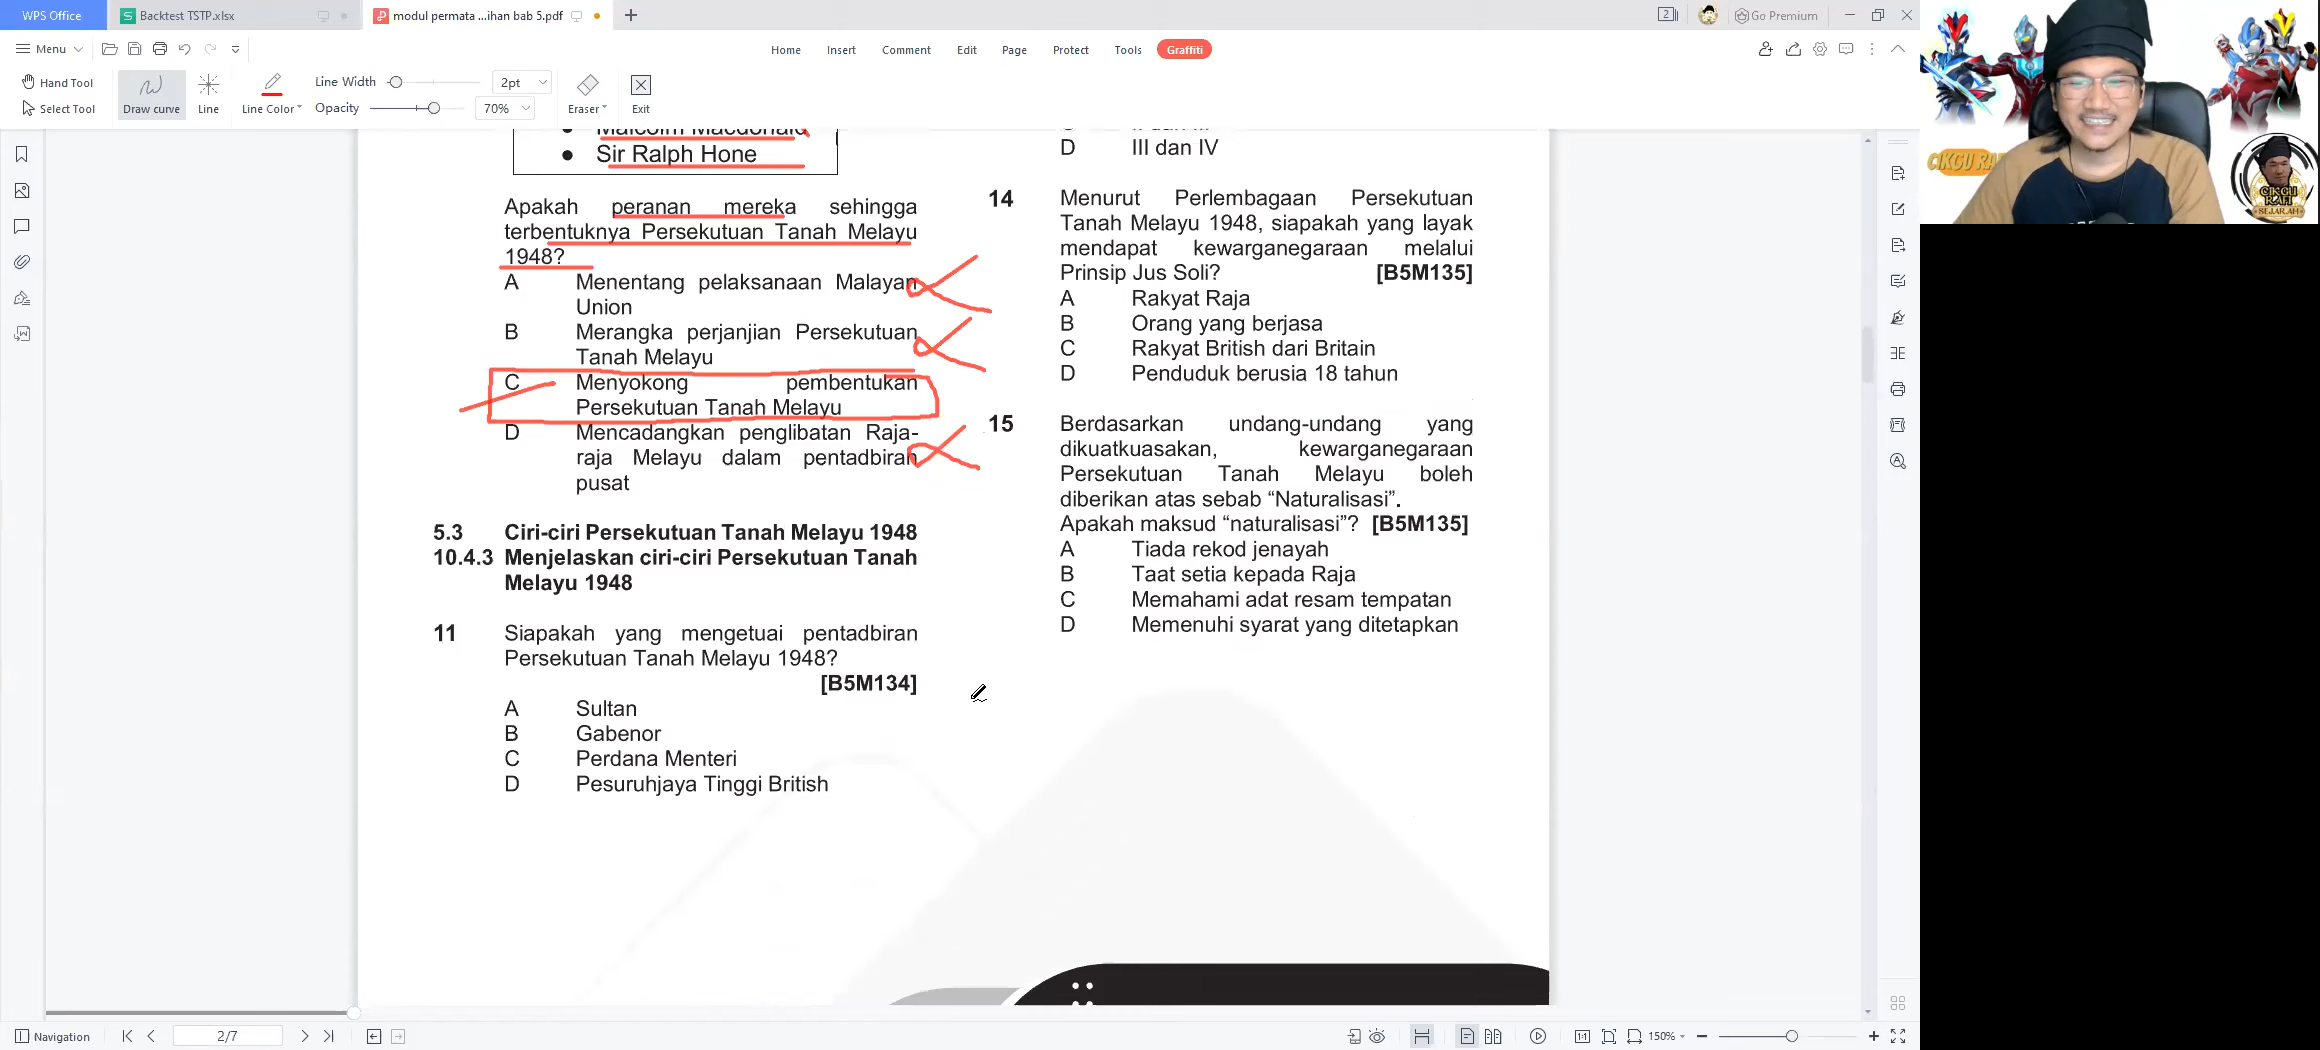 WPS Office
Backtest TSTP.xlsx
modul permata ...ihan bab 5.pdf
2
Go Premium
Menu
Home
Insert
Comment
Edit
Page
Protect
Tools
Graffiti
Hand Tool
Select Tool
Draw curve
Line
Line Color
Line Width
2pt
Opacity
70%
Eraser
Exit
Malcolm Macdonald
Sir Ralph Hone
Apakah peranan mereka sehingga
terbentuknya Persekutuan Tanah Melayu
1948?
A Menentang pelaksanaan Malayan
Union
B Merangka perjanjian Persekutuan
Tanah Melayu
C Menyokong pembentukan
Persekutuan Tanah Melayu
D Mencadangkan penglibatan Raja-
raja Melayu dalam pentadbiran
pusat
5.3 Ciri-ciri Persekutuan Tanah Melayu 1948
10.4.3 Menjelaskan ciri-ciri Persekutuan Tanah
Melayu 1948
11 Siapakah yang mengetuai pentadbiran
Persekutuan Tanah Melayu 1948?
[B5M134]
A Sultan
B Gabenor
C Perdana Menteri
D Pesuruhjaya Tinggi British
D III dan IV
14 Menurut Perlembagaan Persekutuan
Tanah Melayu 1948, siapakah yang layak
mendapat kewarganegaraan melalui
Prinsip Jus Soli? [B5M135]
A Rakyat Raja
B Orang yang berjasa
C Rakyat British dari Britain
D Penduduk berusia 18 tahun
15 Berdasarkan undang-undang yang
dikuatkuasakan, kewarganegaraan
Persekutuan Tanah Melayu boleh
diberikan atas sebab “Naturalisasi”.
Apakah maksud “naturalisasi”? [B5M135]
A Tiada rekod jenayah
B Taat setia kepada Raja
C Memahami adat resam tempatan
D Memenuhi syarat yang ditetapkan
CIKGU
CIKGU
RAFI
SEJARAH
Navigation
2/7
1:1
150%